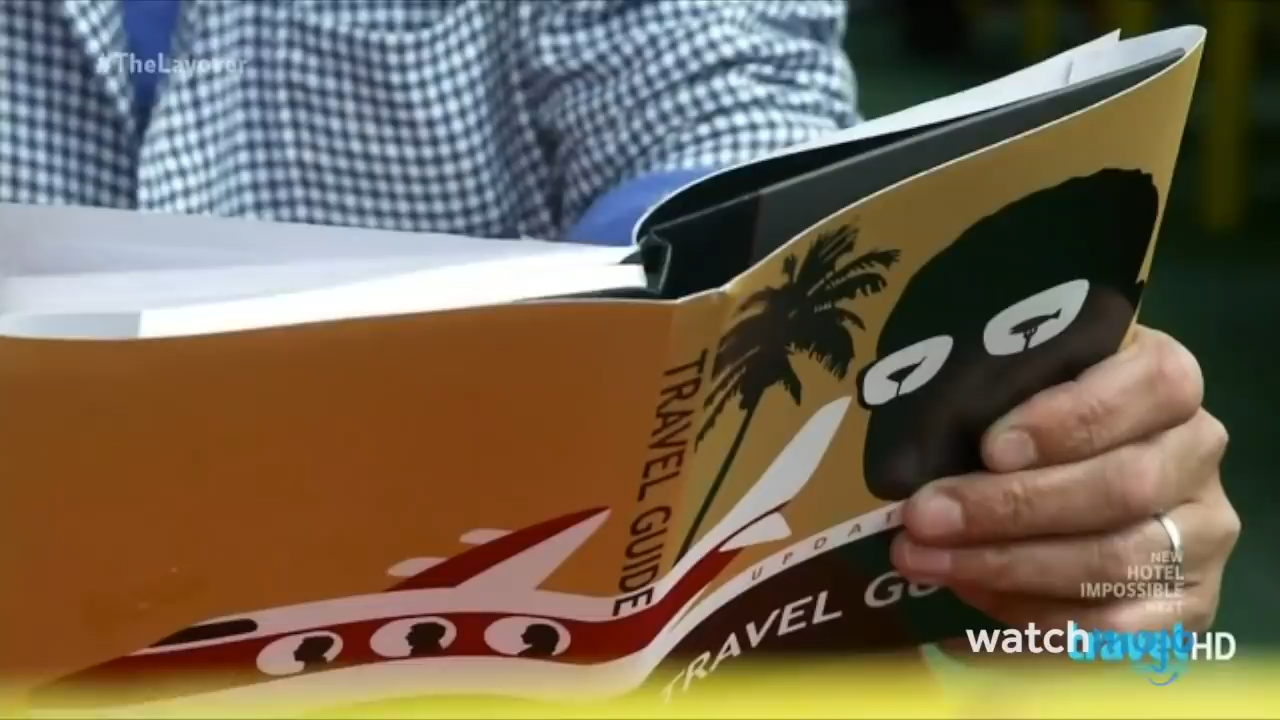 #TheLayover
TRAVEL GUIDE
UPDAT
TRAVEL GU
NEW
HOTEL
IMPOSSIBLE
NEXT
watch
travel HD